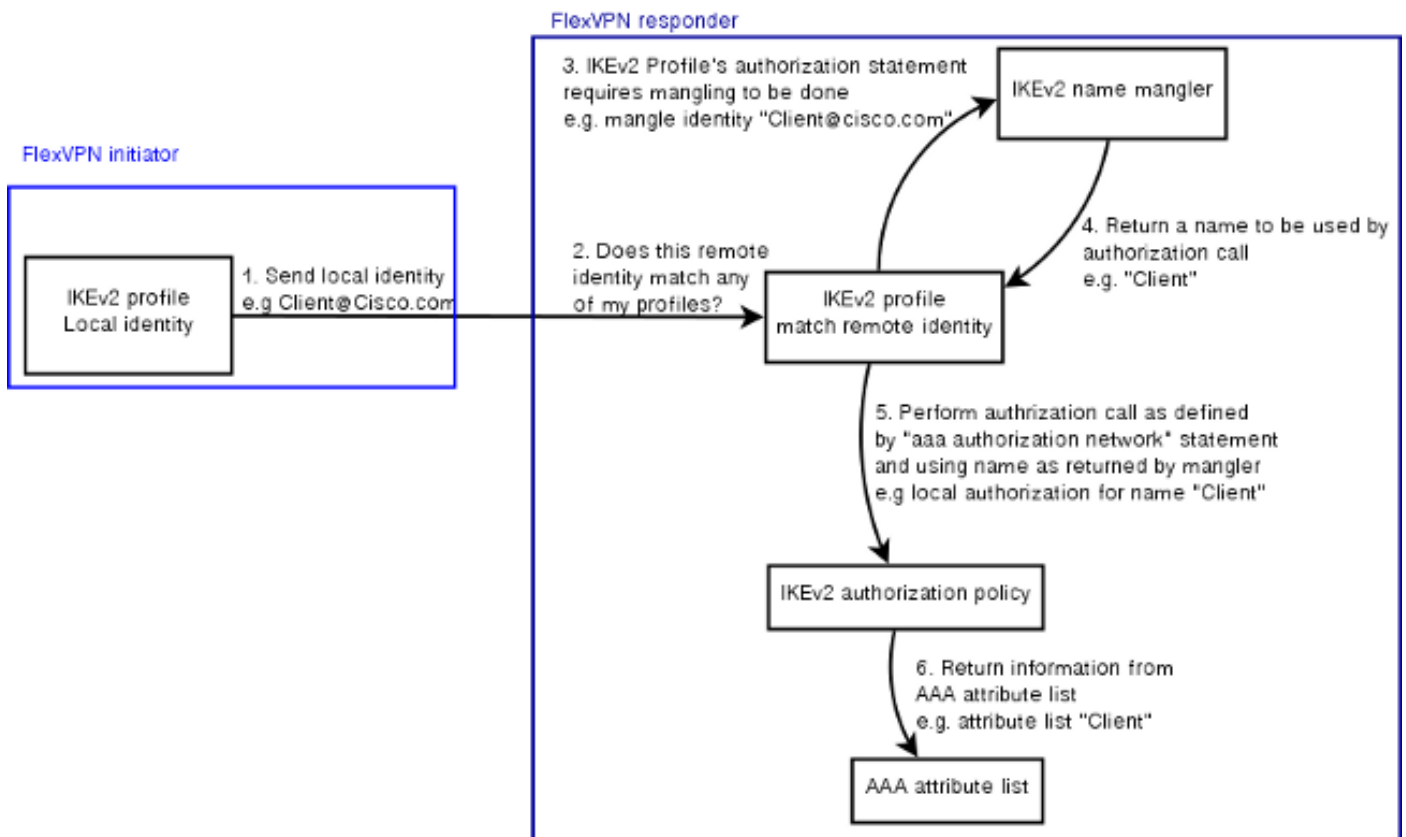 FlexVPN responder
3. IKEv2 Profile's authorization statement
requires mangling to be done
e.g. mangle identity "Client@cisco.com"
IKEv2 name mangler
FlexVPN initiator
4. Return a name to be used by
authorization call
e.g. "Client"
IKEv2 profile
Local identity
1. Send local identity
e.g Client@Cisco.com
2. Does this remote
identity match any
of my profiles?
IKEv2 profile
match remote identity
5. Perform authrization call as defined
by "aaa authorization network" statement
and using name as returned by mangler
e.g local authorization for name "Client"
IKEv2 authorization policy
6. Return information from
AAA attribute list
e.g. attribute list "Client"
AAA attribute list